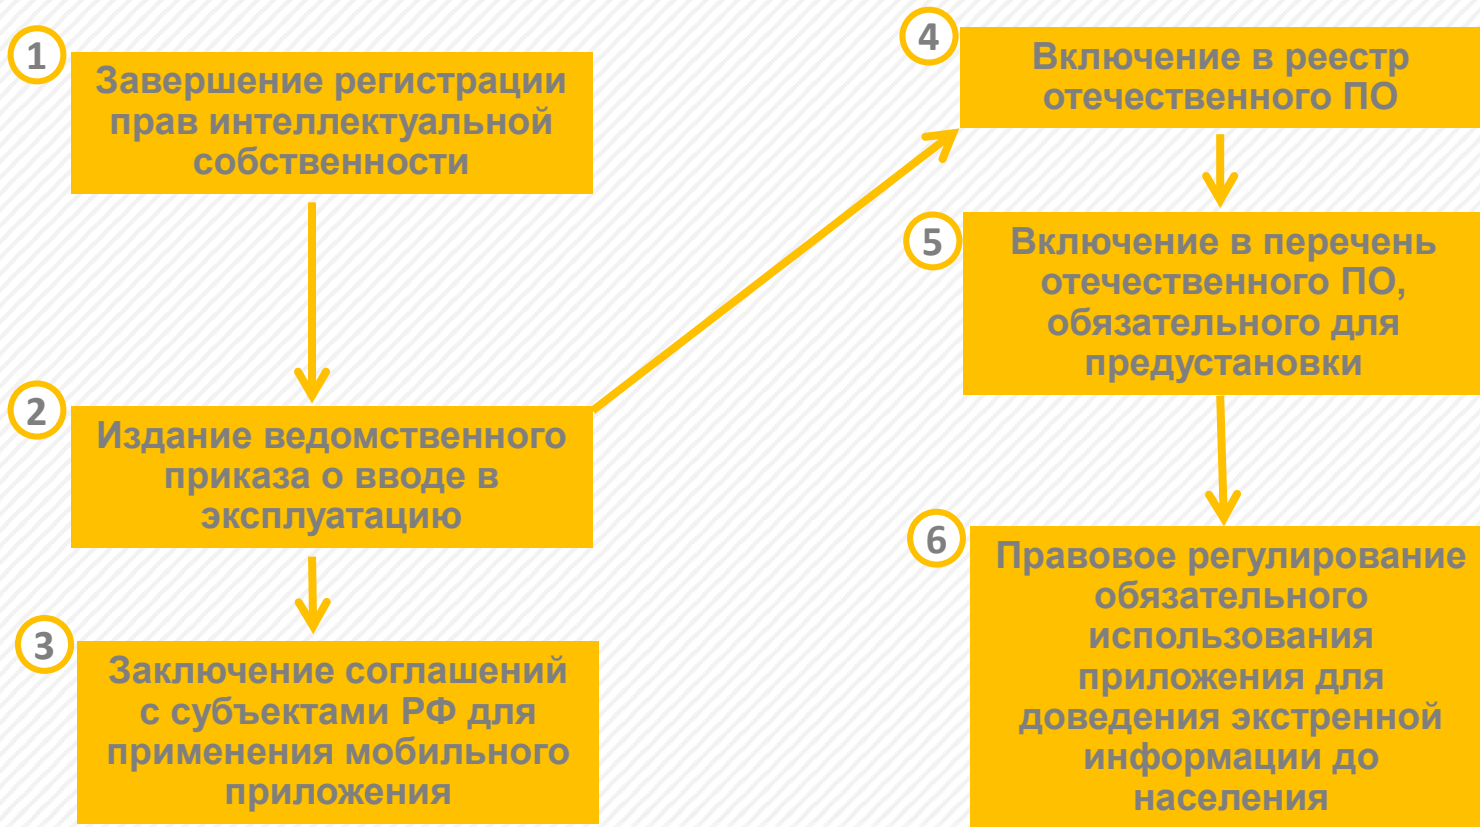 1
Завершение регистрации
прав интеллектуальной
собственности
2
Издание ведомственного
приказа о вводе в
эксплуатацию
3
Заключение соглашений
с субъектами РФ для
применения мобильного
приложения
4
Включение в реестр
отечественного ПО
5
Включение в перечень
отечественного ПО,
обязательного для
предустановки
6
Правовое регулирование
обязательного
использования
приложения для
доведения экстренной
информации до
населения